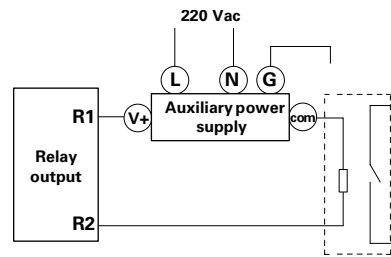 220 Vac
L
N
G
R1
V+
Auxiliary power
supply
com
Relay
output
R2